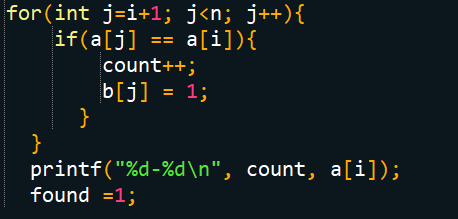 for(int j=i+1; j<n; j++){
if(a[j] == a[i]){
count++;
b[j] = 1;
}
}
printf("%d-%d\n", count, a[i]);
found =1;